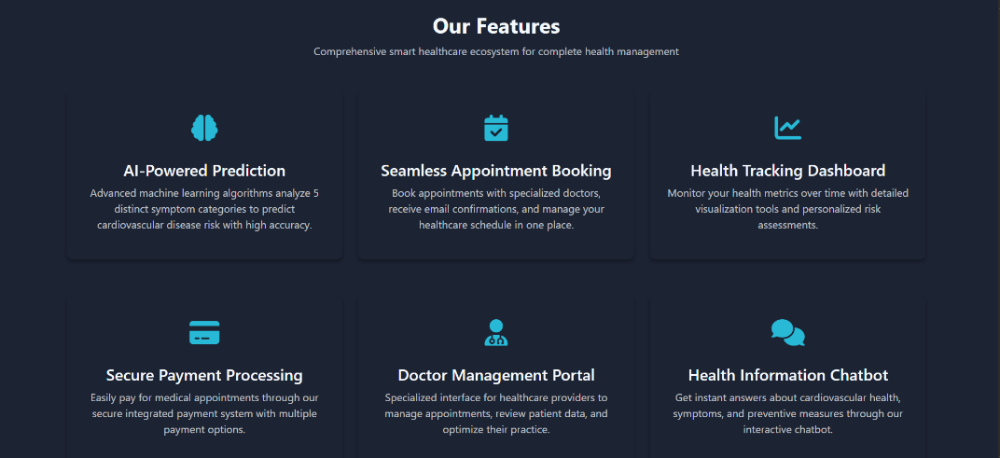 Our Features
Comprehensive smart healthcare ecosystem for complete health management
AI-Powered Prediction
Advanced machine learning algorithms analyze 5
distinct symptom categories to predict
cardiovascular disease risk with high accuracy.
Seamless Appointment Booking
Book appointments with specialized doctors,
receive email confirmations, and manage your
healthcare schedule in one place.
Health Tracking Dashboard
Monitor your health metrics over time with detailed
visualization tools and personalized risk
assessments.
Secure Payment Processing
Easily pay for medical appointments through our
secure integrated payment system with multiple
payment options.
Doctor Management Portal
Specialized interface for healthcare providers to
manage appointments, review patient data, and
optimize their practice.
Health Information Chatbot
Get instant answers about cardiovascular health,
symptoms, and preventive measures through our
interactive chatbot.